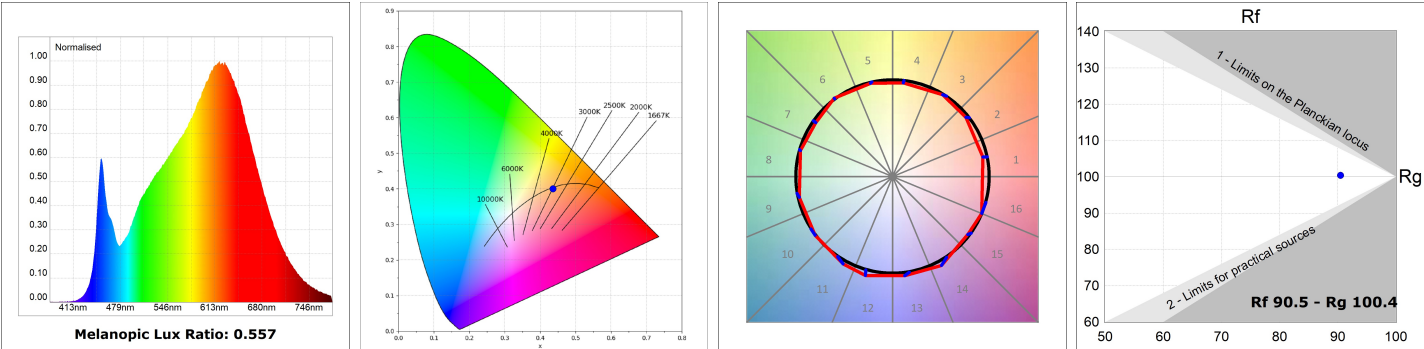 Normalised
1.00
0.90
0.80
0.70
0.60
0.50
0.40
0.30
0.20
0.10
0.00
413nm 479nm 546nm 613nm 680nm 746nm
Melanopic Lux Ratio: 0.557
0.9
0.8
0.7
0.6
0.5
0.4
0.3
0.2
0.1
0.0
y
0.0 0.1 0.2 0.3 0.4 0.5 0.6 0.7 0.8
x
10000K
6000K
4000K
3000K
2500K
2000K
1667K
1
2
3
4
5
6
7
8
9
10
11
12
13
14
15
16
Rf
140
130
120
110
100
90
80
70
60
Rg
1 - Limits on the Planckian locus
2 - Limits for practical sources
Rf 90.5 - Rg 100.4
50 60 70 80 90 100